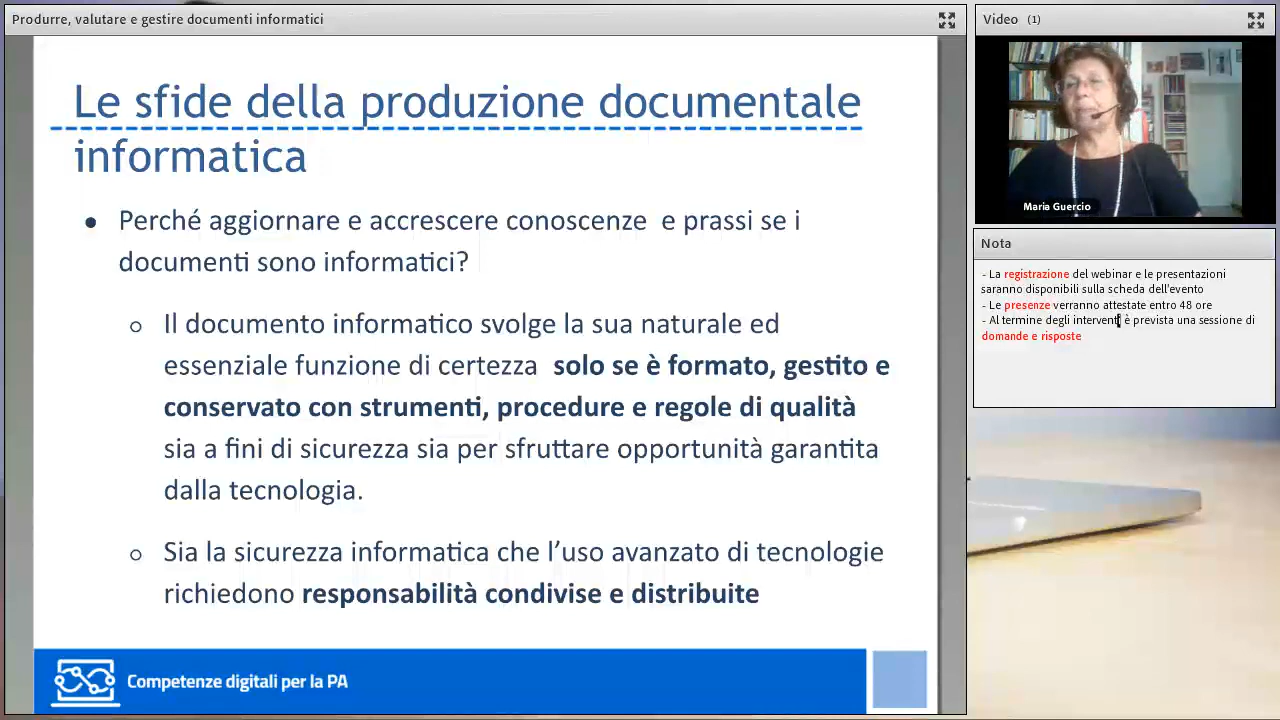 Produrre, valutare e gestire documenti informatici
Le sfide della produzione documentale
informatica
● Perché aggiornare e accrescere conoscenze e prassi se i
documenti sono informatici?
○ Il documento informatico svolge la sua naturale ed
essenziale funzione di certezza solo se è formato, gestito e
conservato con strumenti, procedure e regole di qualità
sia a fini di sicurezza sia per sfruttare opportunità garantita
dalla tecnologia.
○ Sia la sicurezza informatica che l’uso avanzato di tecnologie
richiedono responsabilità condivise e distribuite
Competenze digitali per la PA
Video (1)
Maria Guercio
Nota
- La registrazione del webinar e le presentazioni
saranno disponibili sulla scheda dell'evento
- Le presenze verranno attestate entro 48 ore
- Al termine degli interventi è prevista una sessione di
domande e risposte